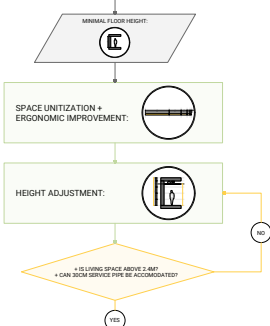 MINIMAL FLOOR HEIGHT:
SPACE UNITIZATION +
ERGONOMIC IMPROVEMENT:
HEIGHT ADJUSTMENT:
NO
+ IS LIVING SPACE ABOVE 2.4M?
+ CAN 30CM SERVICE PIPE BE ACCOMODATED?
YES